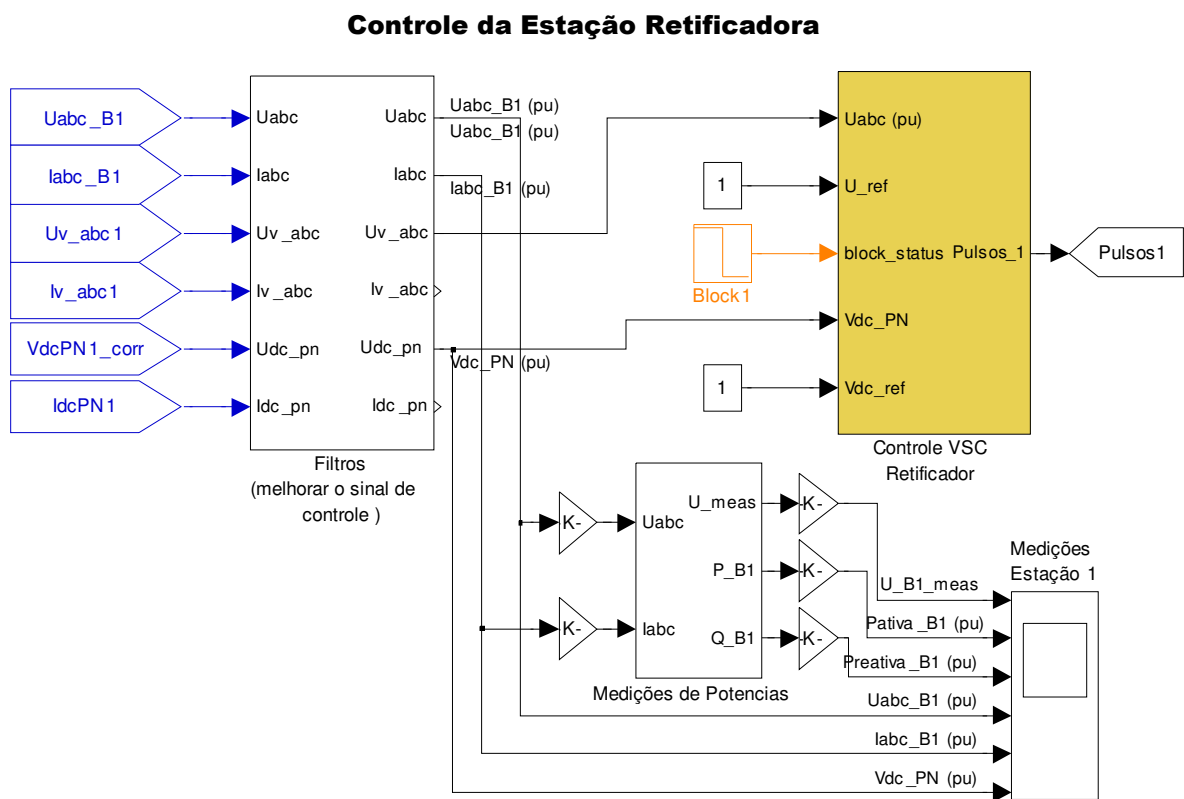 Controle da Estação Retificadora
Uabc_B1
Iabc_B1
Uv_abc1
Iv_abc1
VdcPN1_corr
IdcPN1
Uabc
Iabc
Uv_abc
Iv_abc
Udc_pn
Idc_pn
Uabc
Iabc
Uv_abc
Iv_abc
Udc_pn
Idc_pn
Filtros
(melhorar o sinal de
controle )
Uabc_B1 (pu)
Uabc_B1 (pu)
Iabc_B1 (pu)
Vdc_PN (pu)
1
Block1
1
Uabc (pu)
U_ref
block_status
Vdc_PN
Vdc_ref
Pulsos_1
Controle VSC
Retificador
Pulsos1
-K-
-K-
Uabc
Iabc
U_meas
P_B1
Q_B1
Medições de Potencias
-K-
-K-
-K-
U_B1_meas
Pativa_B1 (pu)
Preativa_B1 (pu)
Uabc_B1 (pu)
Iabc_B1 (pu)
Vdc_PN (pu)
Medições
Estação 1